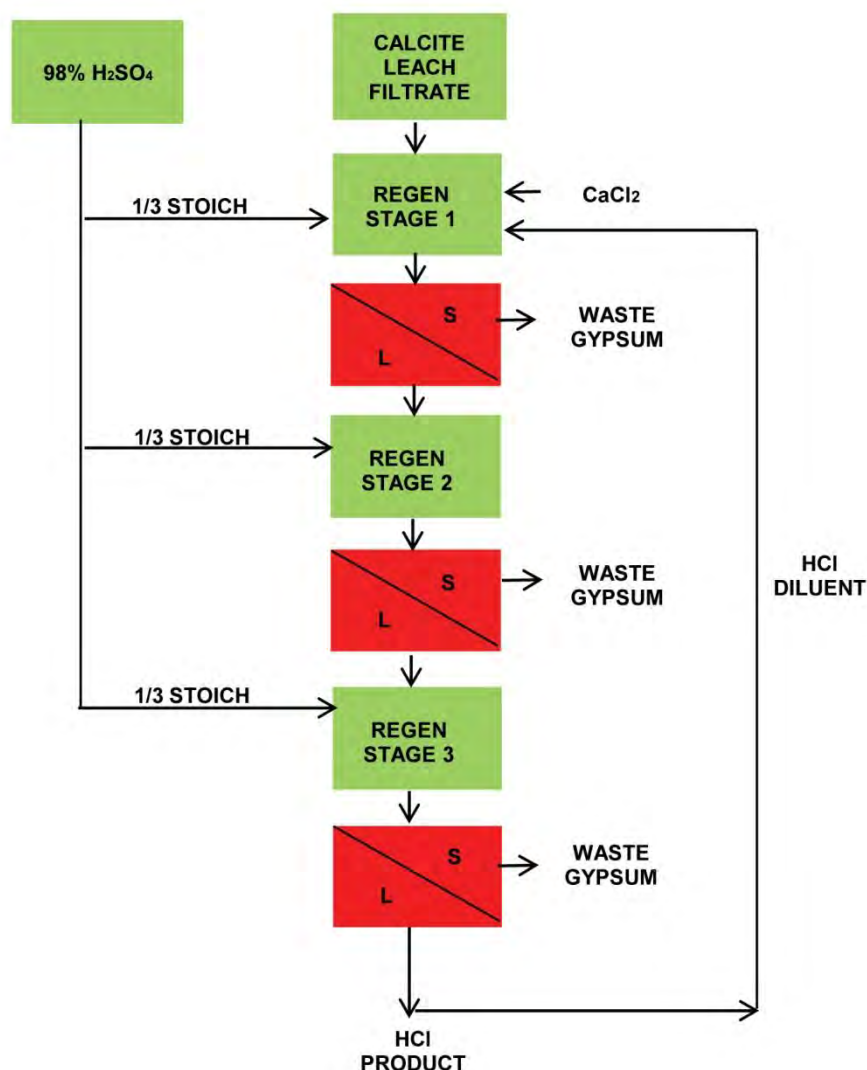 98% H₂SO₄
CALCITE
LEACH
FILTRATE
1/3 STOICH
REGEN
STAGE 1
CaCl₂
S
L
WASTE
GYPSUM
1/3 STOICH
REGEN
STAGE 2
S
L
WASTE
GYPSUM
HCl
DILUENT
1/3 STOICH
REGEN
STAGE 3
S
L
WASTE
GYPSUM
HCl
PRODUCT